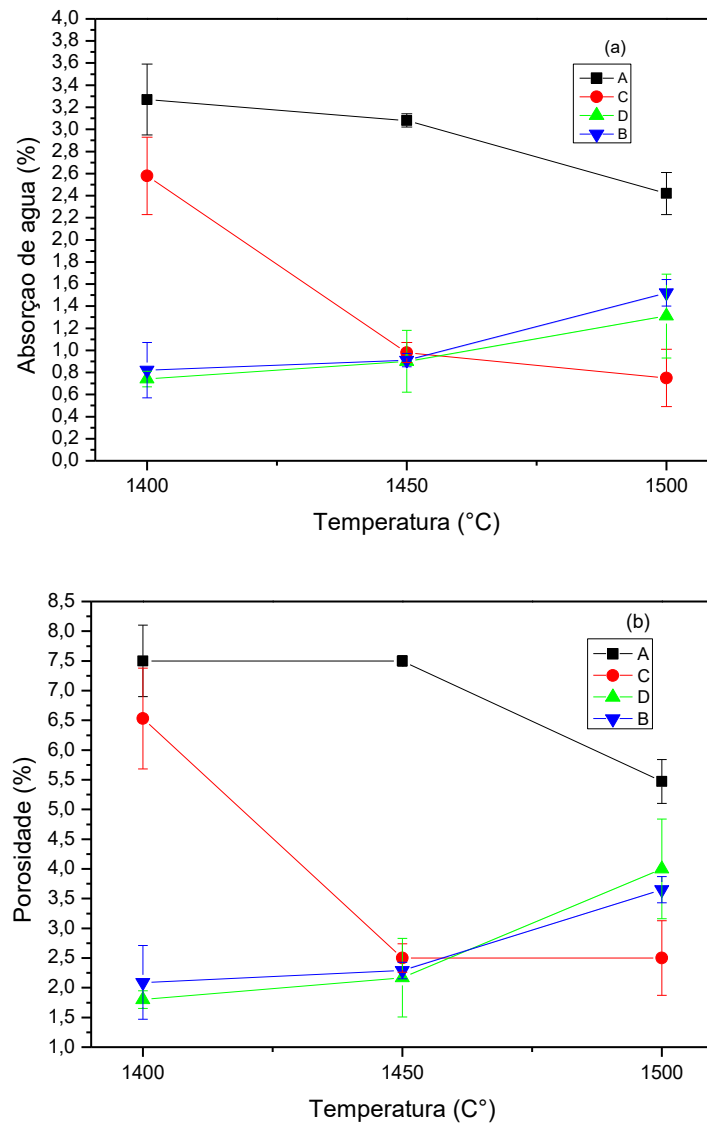 (a)
A
C
D
B
Absorçao de agua (%)
4,0
3,8
3,6
3,4
3,2
3,0
2,8
2,6
2,4
2,2
2,0
1,8
1,6
1,4
1,2
1,0
0,8
0,6
0,4
0,2
0,0
1400 1450 1500
Temperatura (°C)
(b)
A
C
D
B
Porosidade (%)
8,5
8,0
7,5
7,0
6,5
6,0
5,5
5,0
4,5
4,0
3,5
3,0
2,5
2,0
1,5
1,0
1400 1450 1500
Temperatura (C°)